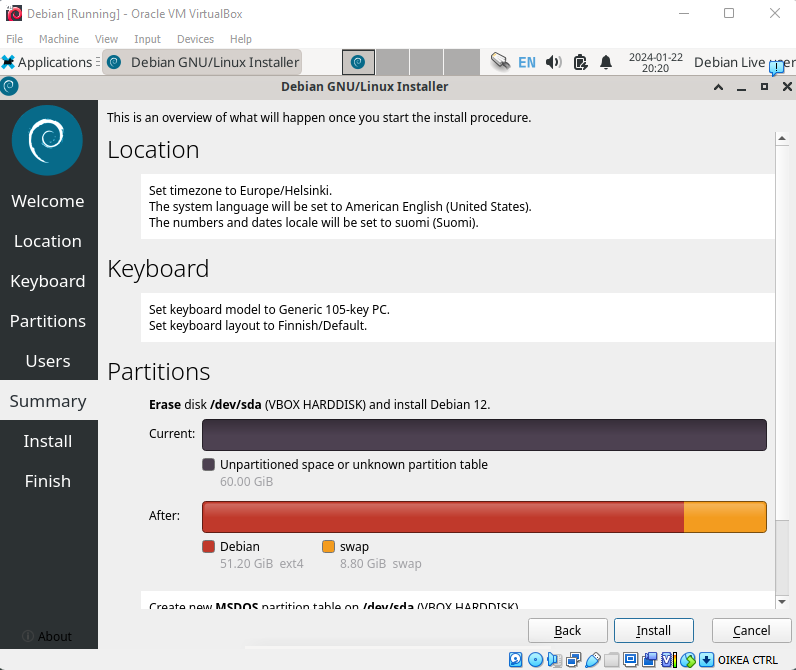 Debian [Running] - Oracle VM VirtualBox
File Machine View Input Devices Help
Applications Debian GNU/Linux Installer EN 2024-01-22 20:20 Debian Live user
Debian GNU/Linux Installer
This is an overview of what will happen once you start the install procedure.
Location
Set timezone to Europe/Helsinki.
The system language will be set to American English (United States).
The numbers and dates locale will be set to suomi (Suomi).
Keyboard
Set keyboard model to Generic 105-key PC.
Set keyboard layout to Finnish/Default.
Partitions
Erase disk /dev/sda (VBOX HARDDISK) and install Debian 12.
Current:
Unpartitioned space or unknown partition table
60.00 GiB
After:
Debian swap
51.20 GiB ext4 8.80 GiB swap
Create new MSDOS partition table on /dev/sda (VBOX HARDDISK)
Welcome
Location
Keyboard
Partitions
Users
Summary
Install
Finish
About
Back Install Cancel
OIKEA CTRL